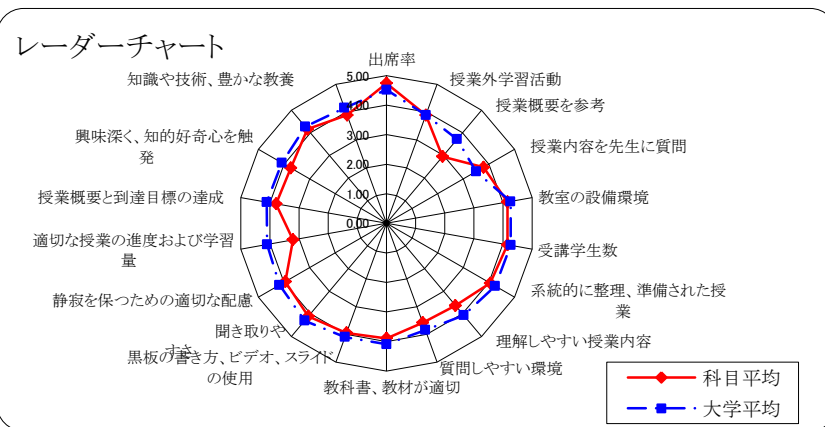 レーダーチャート
出席率
授業外学習活動
授業概要を参考
授業内容を先生に質問
教室の設備環境
受講学生数
系統的に整理、準備された授
業
理解しやすい授業内容
質問しやすい環境
教科書、教材が適切
黒板の書き方、ビデオ、スライド
の使用
聞き取りや
すさ
静寂を保つための適切な配慮
適切な授業の進度および学習
量
授業概要と到達目標の達成
興味深く、知的好奇心を触
発
知識や技術、豊かな教養
5.00
4.00
3.00
2.00
1.00
0.00
科目平均
大学平均